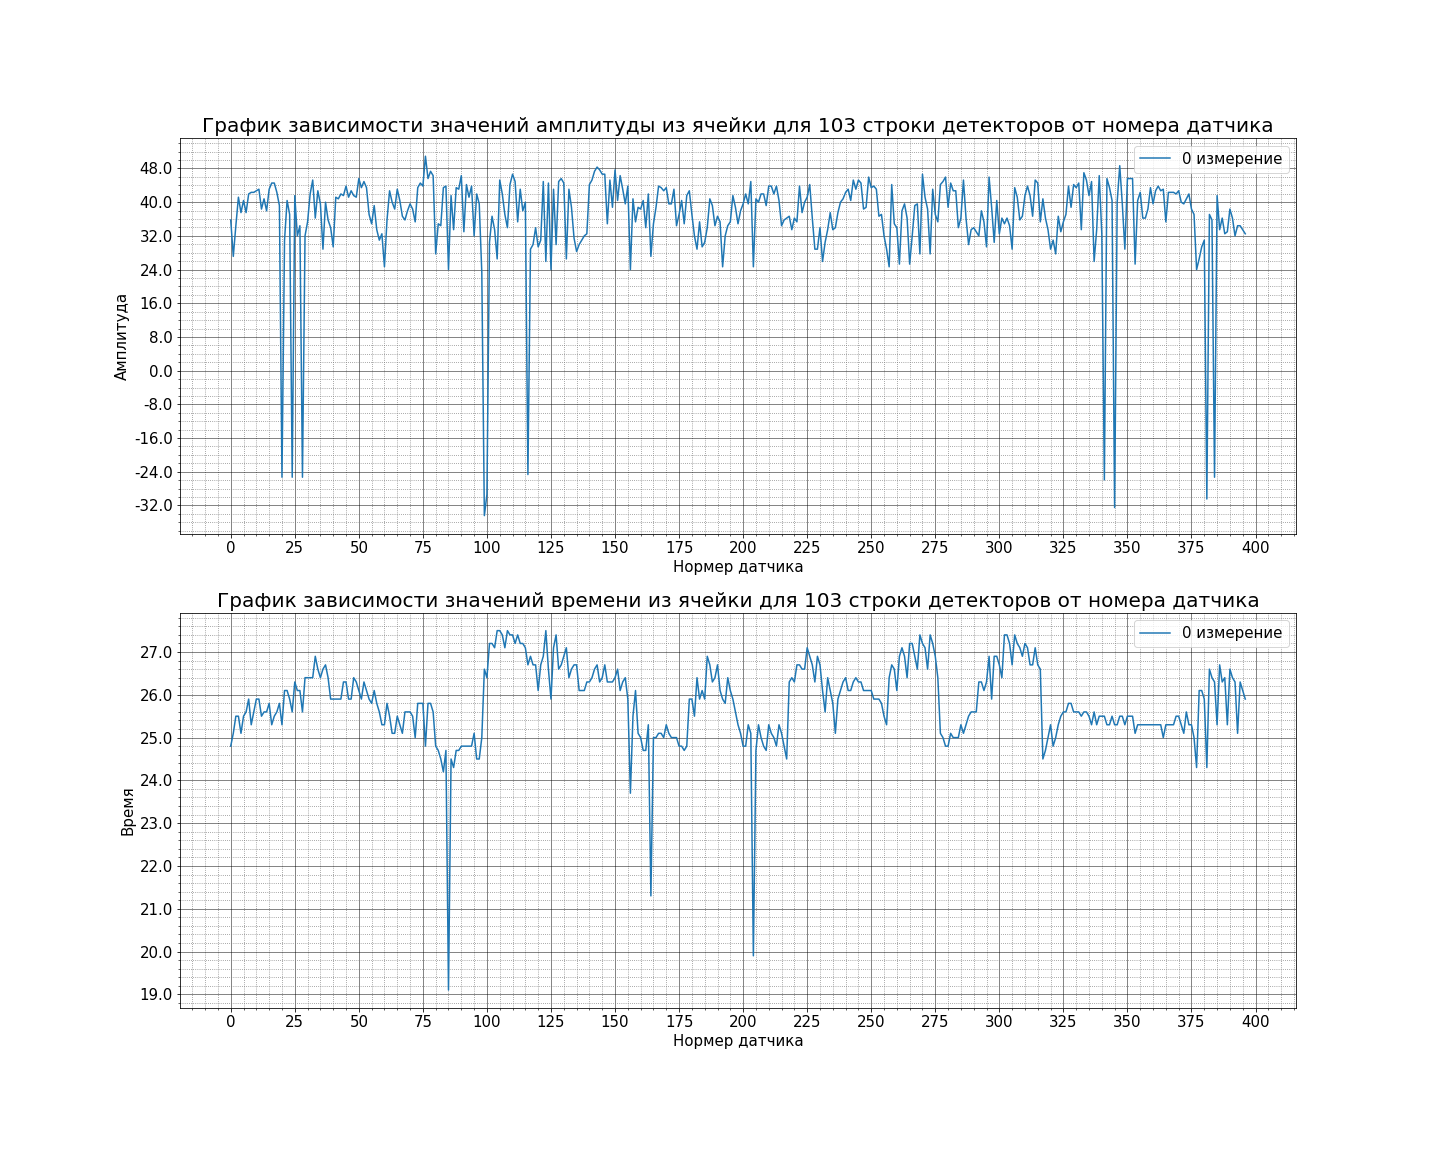 График зависимости значений амплитуды из ячейки для 103 строки детекторов от номера датчика
0 измерение
48.0
40.0
32.0
24.0
16.0
8.0
0.0
-8.0
-16.0
-24.0
-32.0
Амплитуда
0 25 50 75 100 125 150 175 200 225 250 275 300 325 350 375 400
Нормер датчика
График зависимости значений времени из ячейки для 103 строки детекторов от номера датчика
0 измерение
27.0
26.0
25.0
24.0
23.0
22.0
21.0
20.0
19.0
Время
0 25 50 75 100 125 150 175 200 225 250 275 300 325 350 375 400
Нормер датчика